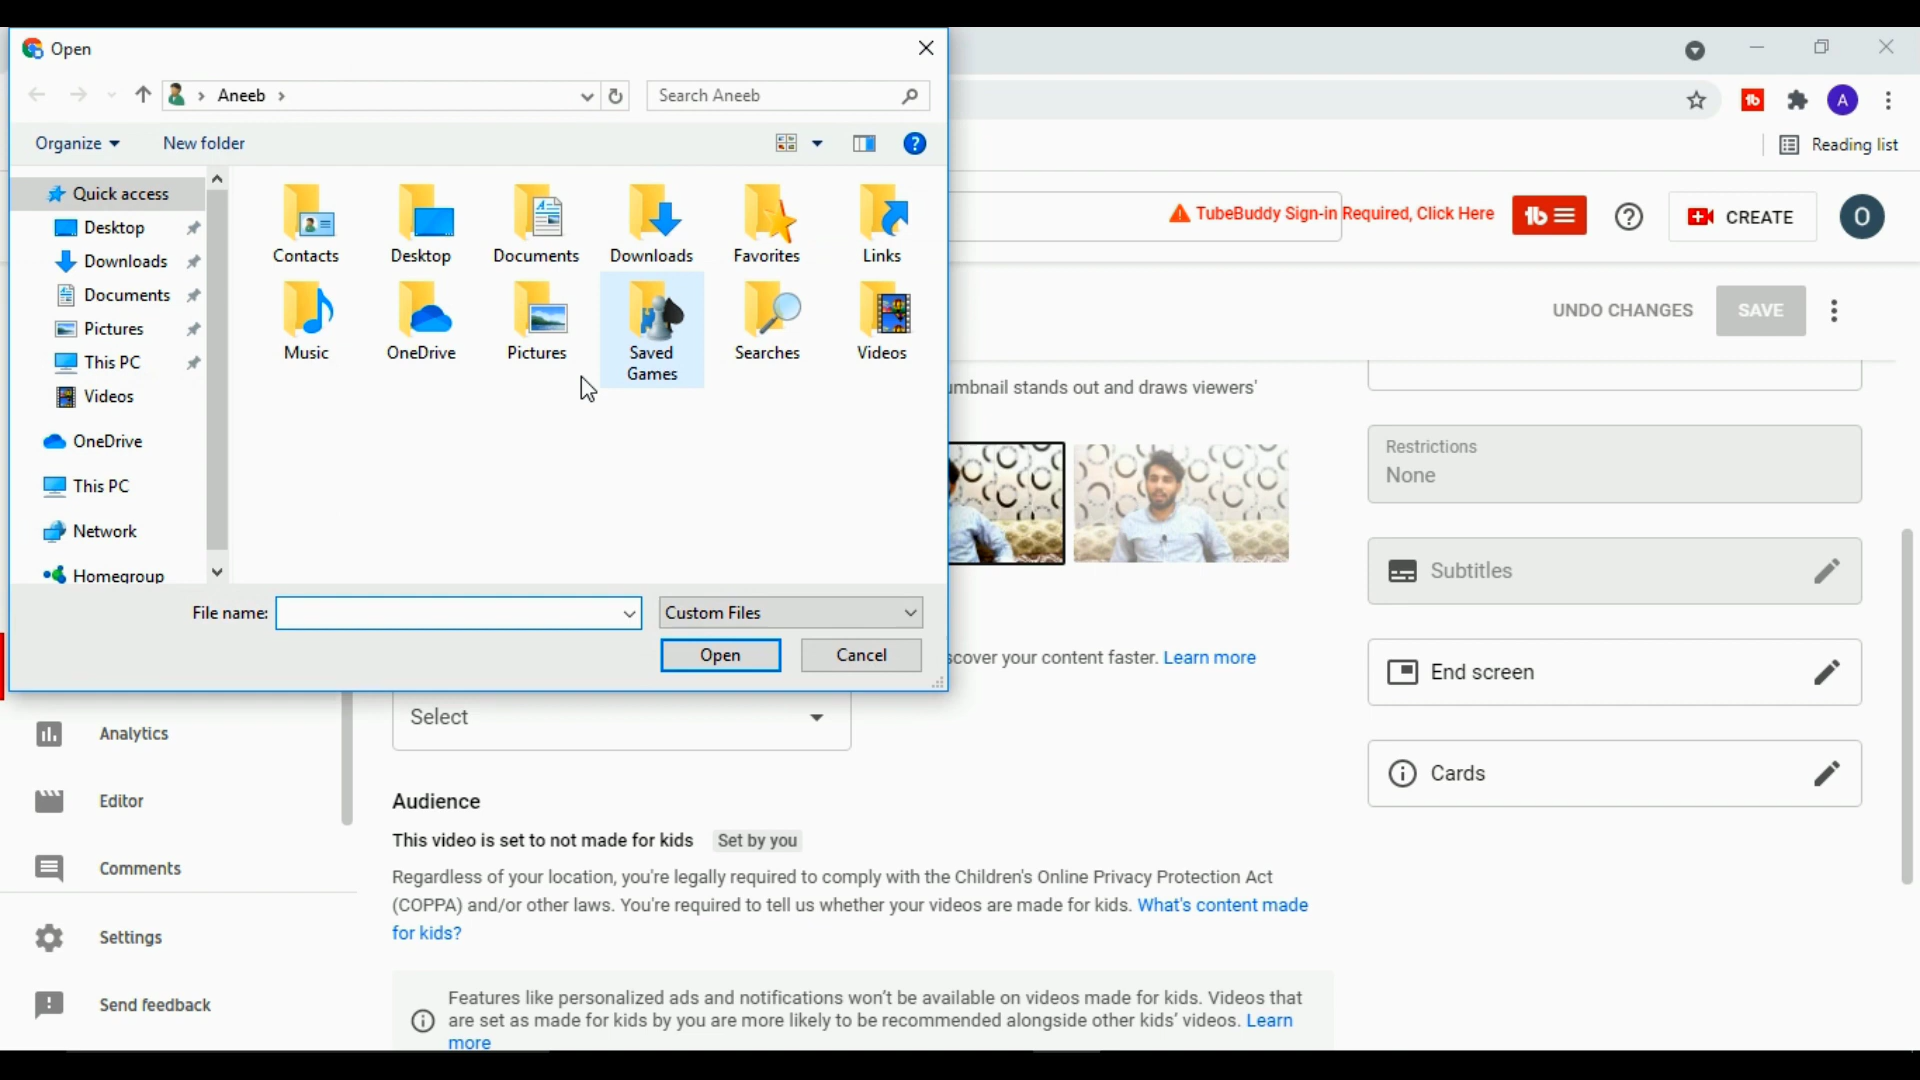 Open
Aneeb
Search Aneeb
Organize
New folder
Quick access
Desktop
Downloads
Documents
Pictures
This PC
Videos
OneDrive
This PC
Network
Homegroup
Contacts
Desktop
Documents
Downloads
Favorites
Links
Music
OneDrive
Pictures
Saved
Games
Searches
Videos
File name:
Custom Files
Open
Cancel
A
Reading list
TubeBuddy Sign-in Required, Click Here
CREATE
O
UNDO CHANGES
SAVE
stands out and draws viewers'
your content faster. Learn more
Select
Restrictions
None
Subtitles
End screen
Cards
Analytics
Editor
Comments
Settings
Send feedback
Audience
This video is set to not made for kids
Set by you
Regardless of your location, you're legally required to comply with the Children's Online Privacy Protection Act
(COPPA) and/or other laws. You're required to tell us whether your videos are made for kids. What's content made
for kids?
Features like personalized ads and notifications won't be available on videos made for kids. Videos that
are set as made for kids by you are more likely to be recommended alongside other kids' videos. Learn
more